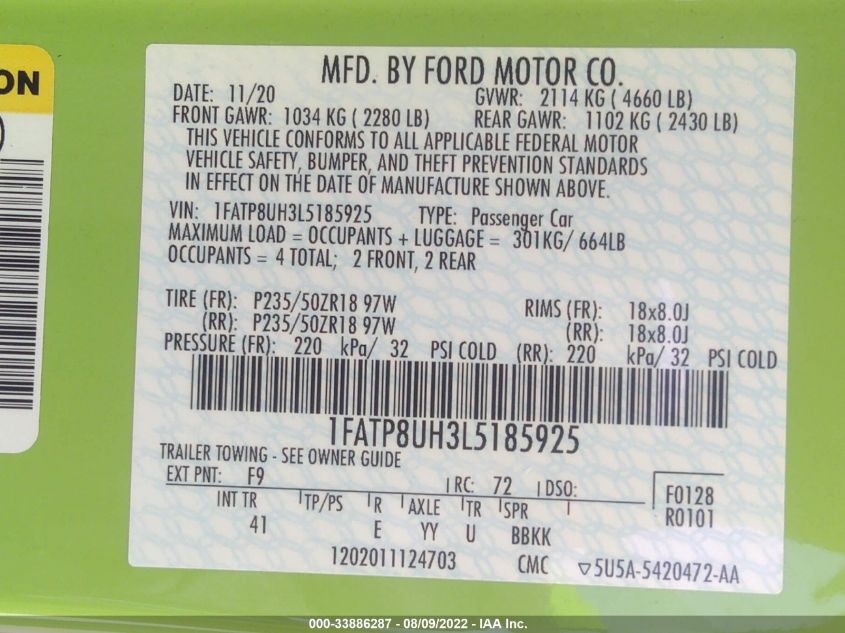 ON
)
MFD. BY FORD MOTOR CO.
DATE: 11/20 GVWR: 2114 KG ( 4660 LB)
FRONT GAWR: 1034 KG ( 2280 LB) REAR GAWR: 1102 KG ( 2430 LB)
THIS VEHICLE CONFORMS TO ALL APPLICABLE FEDERAL MOTOR
VEHICLE SAFETY, BUMPER, AND THEFT PREVENTION STANDARDS
IN EFFECT ON THE DATE OF MANUFACTURE SHOWN ABOVE.
VIN: 1FATP8UH3L5185925 TYPE: Passenger Car
MAXIMUM LOAD = OCCUPANTS + LUGGAGE = 301KG/ 664LB
OCCUPANTS = 4 TOTAL; 2 FRONT, 2 REAR
TIRE (FR): P235/50ZR18 97W RIMS (FR): 18x8.0J
(RR): P235/50ZR18 97W (RR): 18x8.0J
PRESSURE (FR): 220 kPa/ 32 PSI COLD (RR): 220 kPa/ 32 PSI COLD
1FATP8UH3L5185925
TRAILER TOWING - SEE OWNER GUIDE
EXT PNT: F9 RC: 72 DSO: F0128
INT TR TP/PS R AXLE TR SPR R0101
41 E YY U BBKK
1202011124703 CMC ▽5U5A-5420472-AA
000-33886287 - 08/09/2022 - IAA Inc.